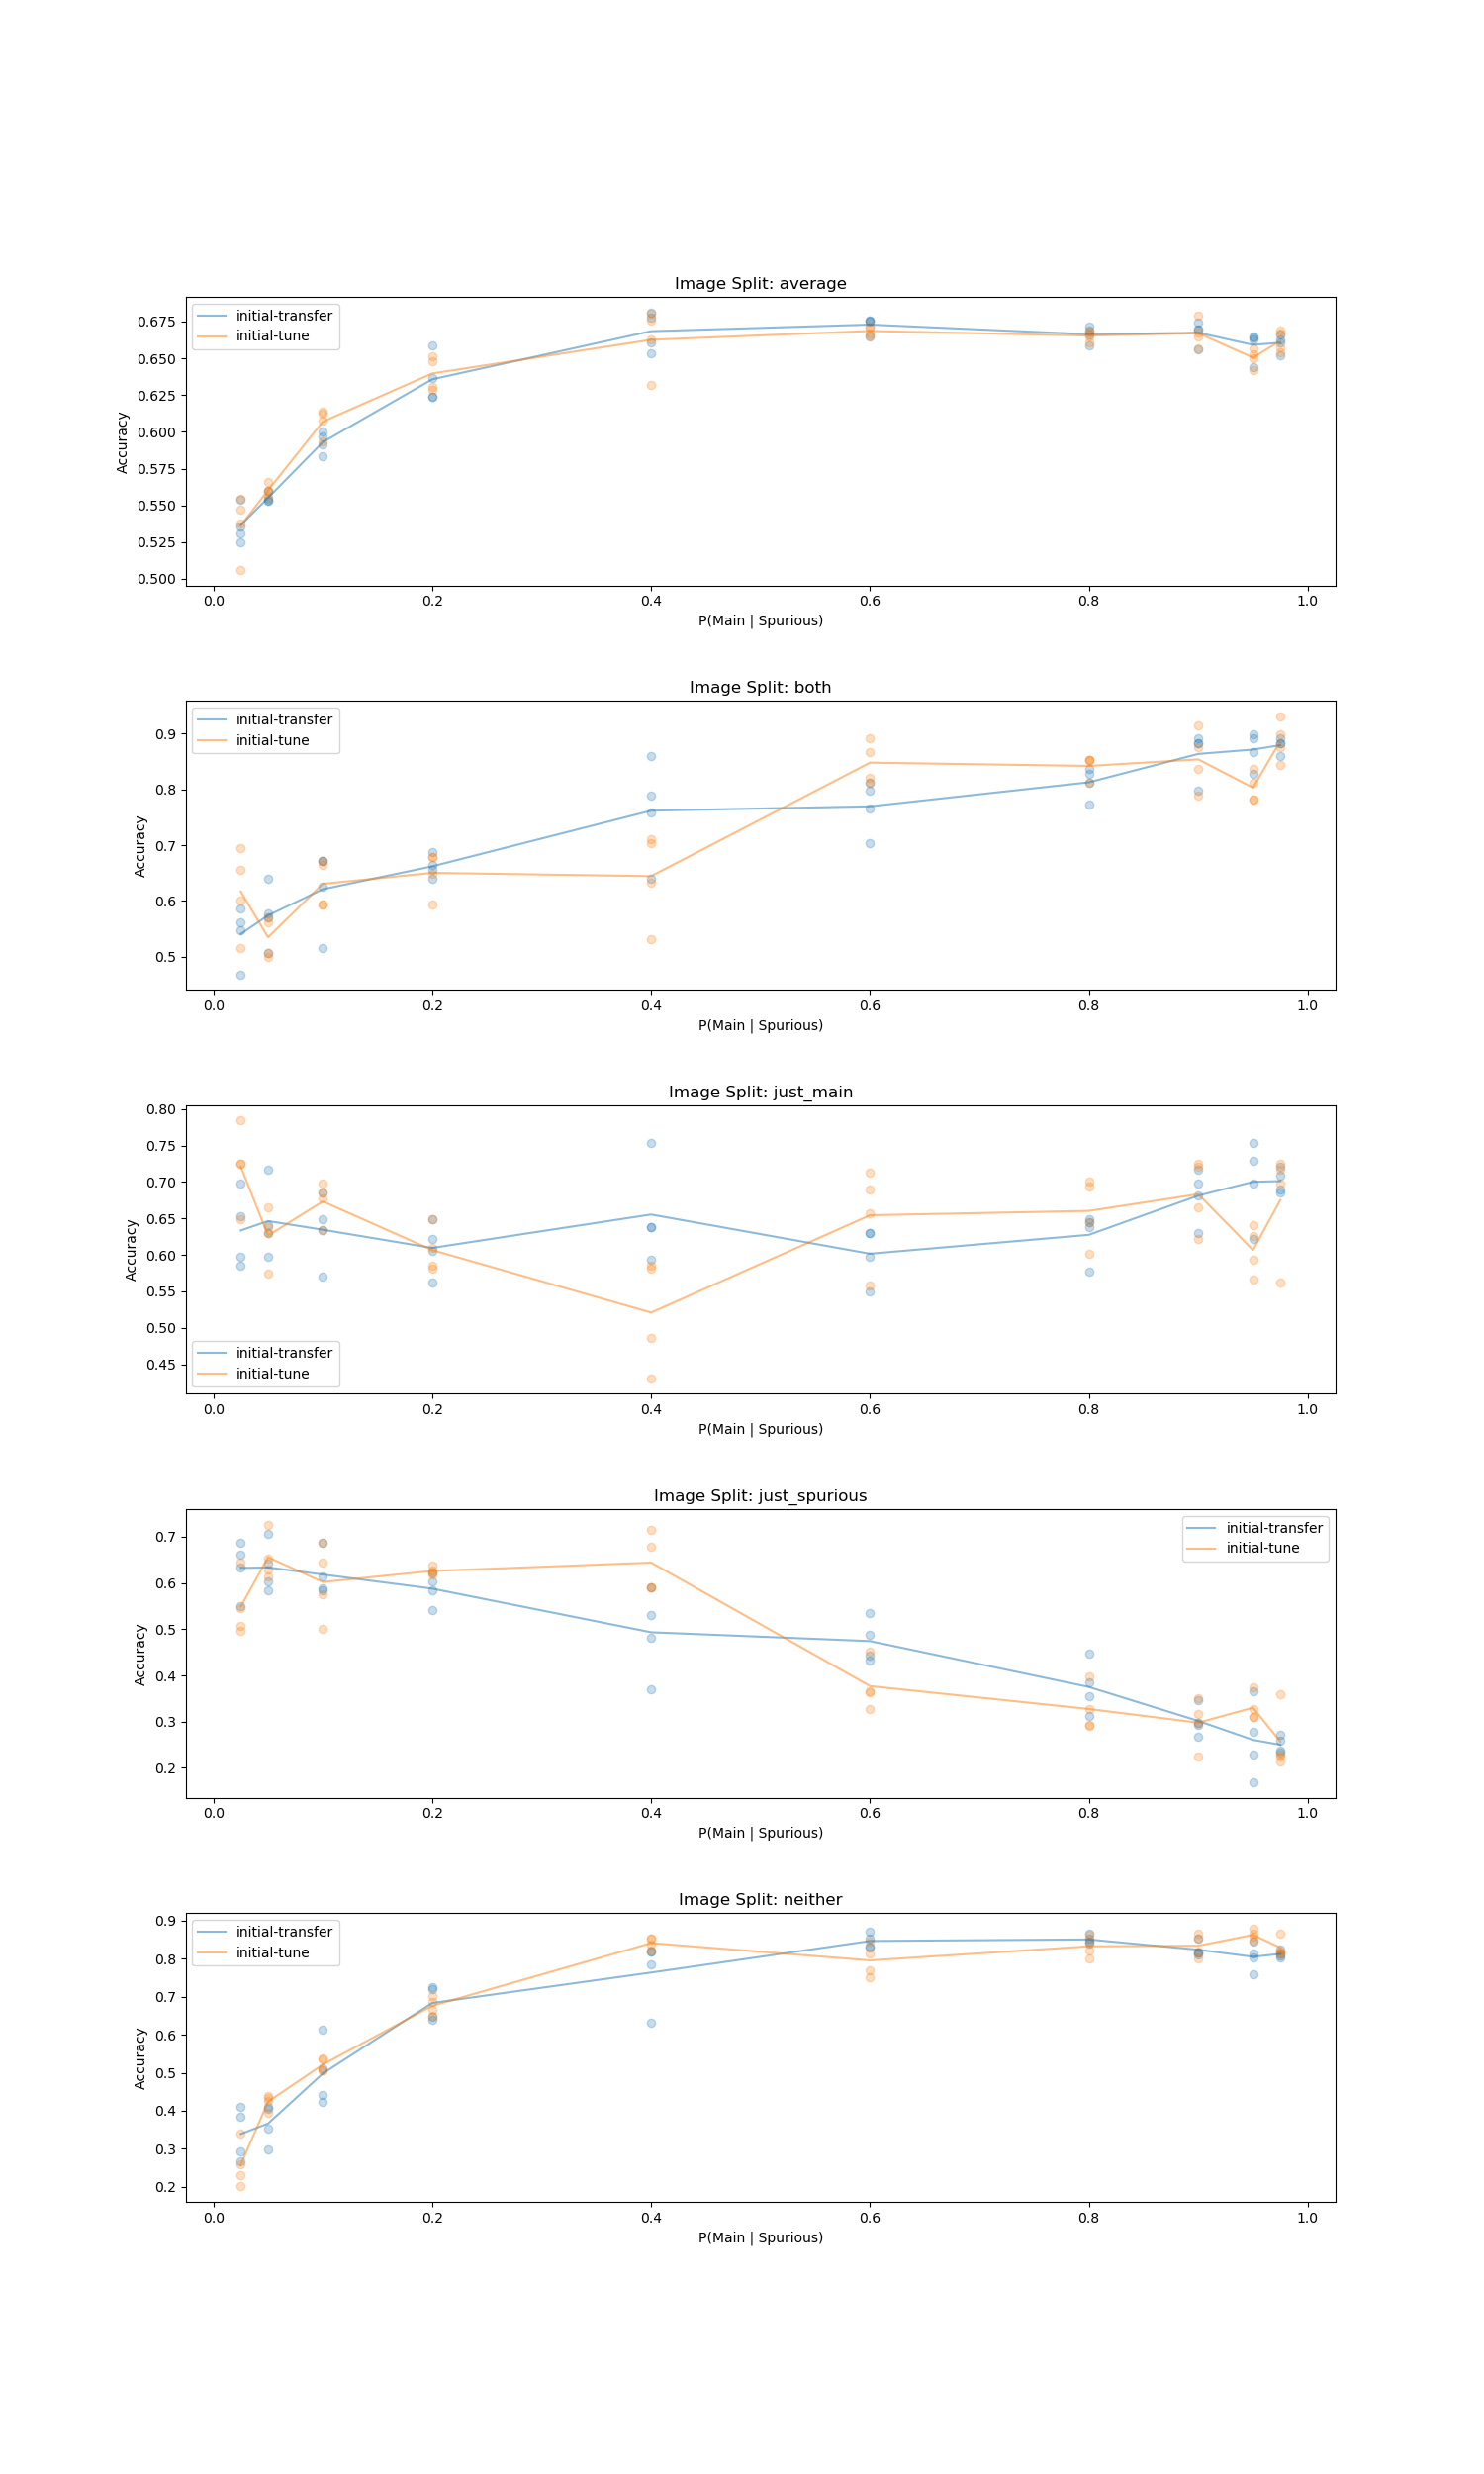 Image Split: average
initial-transfer
initial-tune
0.675
0.650
0.625
0.600
0.575
0.550
0.525
0.500
Accuracy
0.0 0.2 0.4 0.6 0.8 1.0
P(Main | Spurious)
Image Split: both
initial-transfer
initial-tune
0.9
0.8
0.7
0.6
0.5
Accuracy
0.0 0.2 0.4 0.6 0.8 1.0
P(Main | Spurious)
Image Split: just_main
0.80
0.75
0.70
0.65
0.60
0.55
0.50
0.45
Accuracy
initial-transfer
initial-tune
0.0 0.2 0.4 0.6 0.8 1.0
P(Main | Spurious)
Image Split: just_spurious
initial-transfer
initial-tune
0.7
0.6
0.5
0.4
0.3
0.2
Accuracy
0.0 0.2 0.4 0.6 0.8 1.0
P(Main | Spurious)
Image Split: neither
initial-transfer
initial-tune
0.9
0.8
0.7
0.6
0.5
0.4
0.3
0.2
Accuracy
0.0 0.2 0.4 0.6 0.8 1.0
P(Main | Spurious)